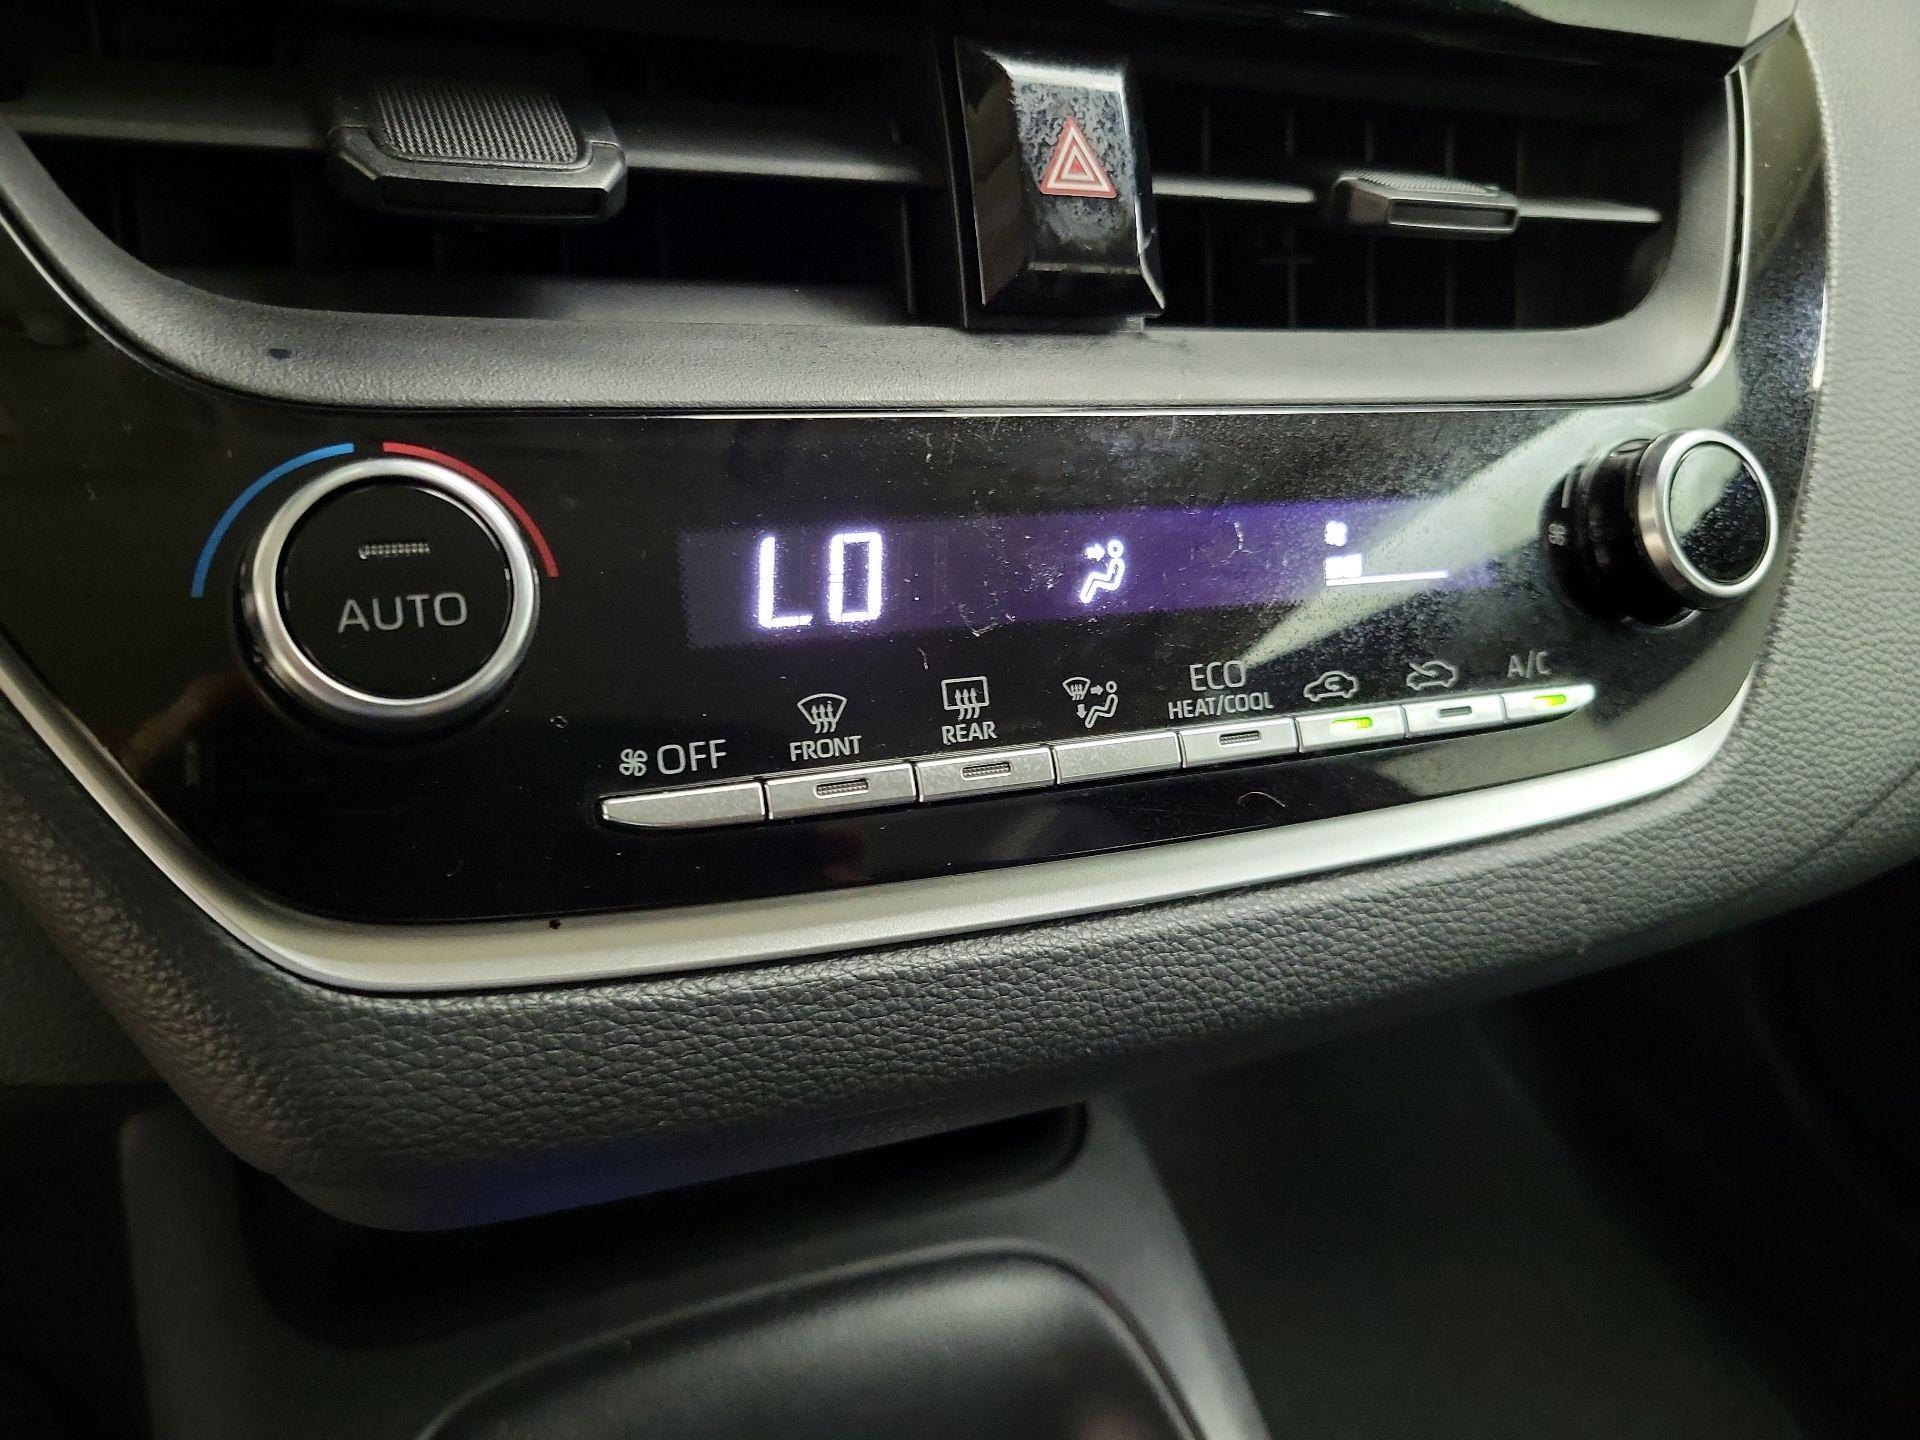 AUTO
LO
OFF
FRONT
REAR
ECO
HEAT/COOL
A/C